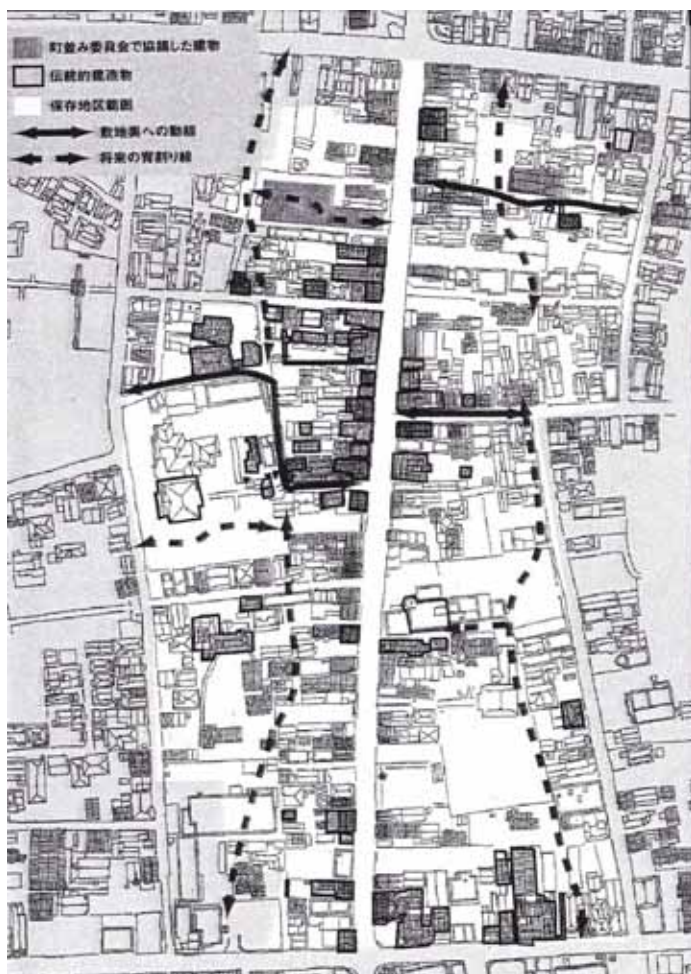 町並み委員会で協議した建物
伝統的建造物
保存地区範囲
敷地奥への動線
将来の背割り線